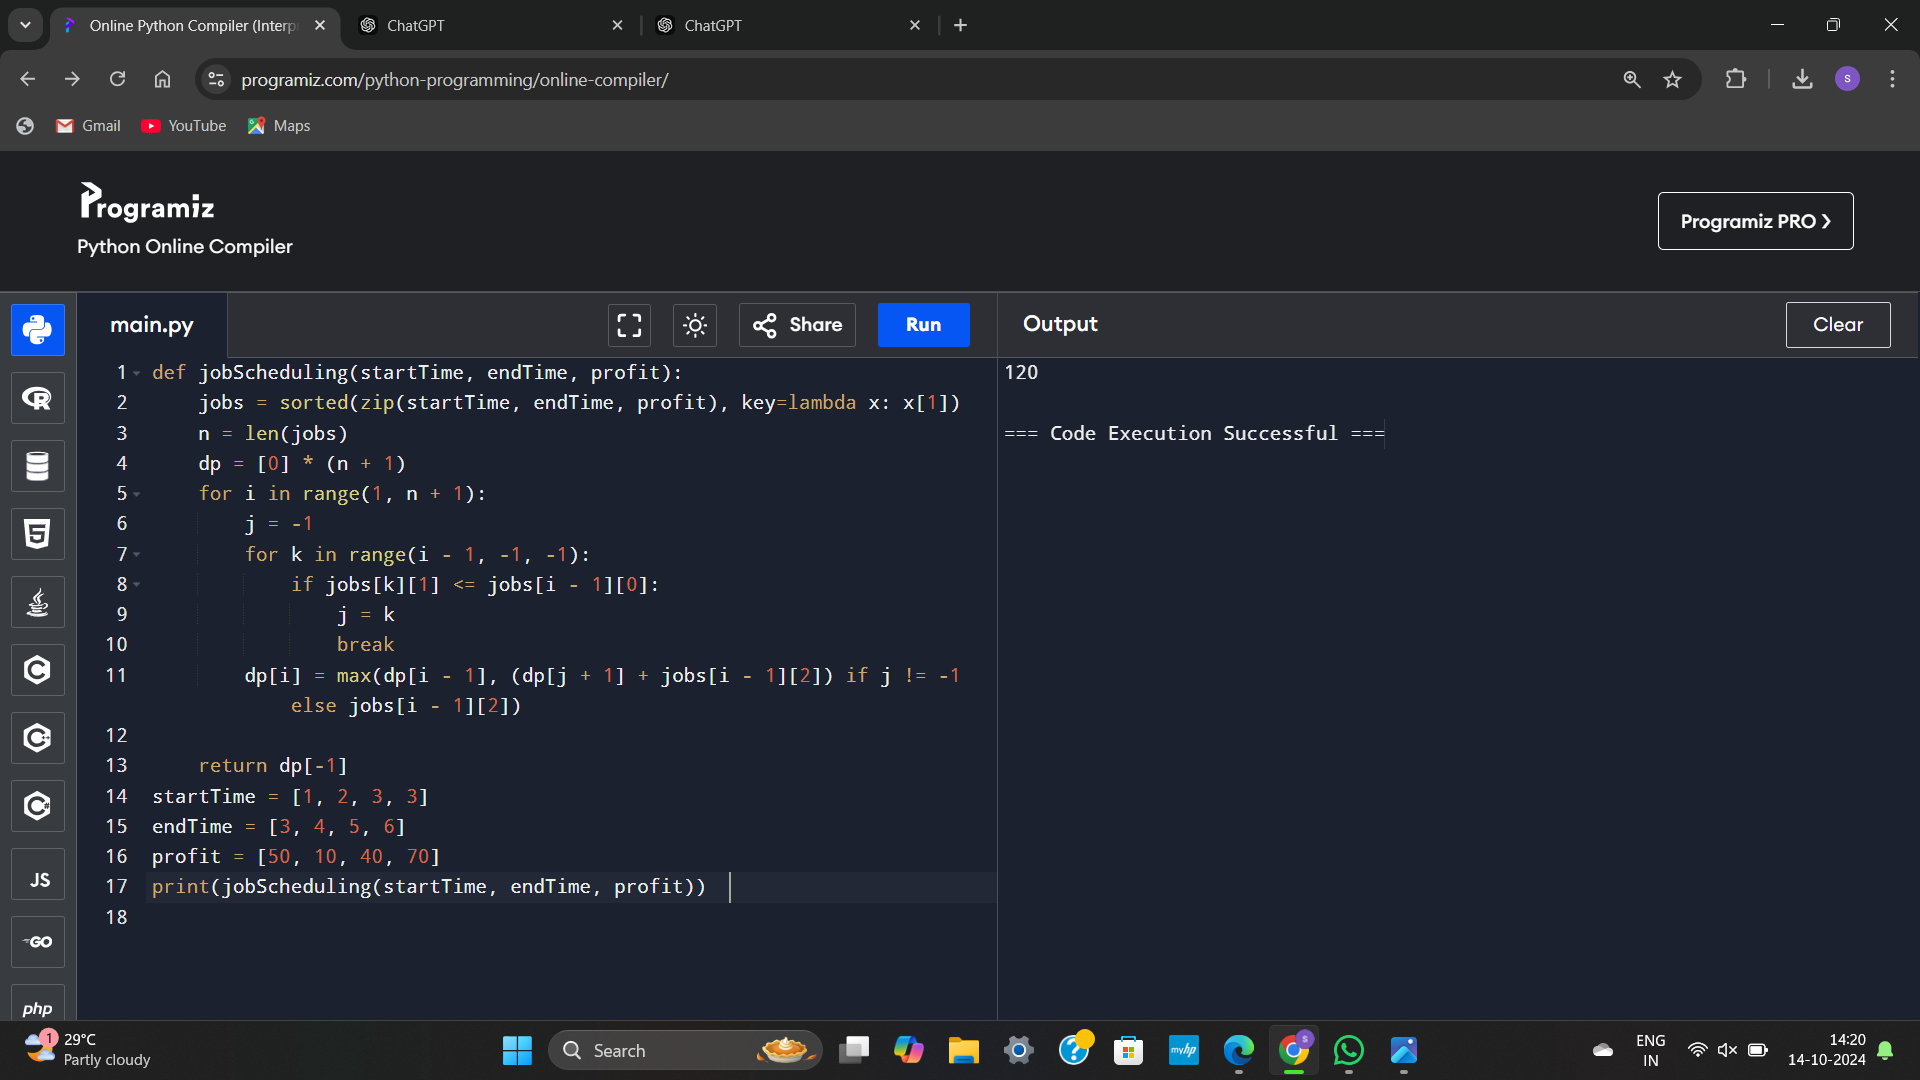 Online Python Compiler (Interp
ChatGPT
ChatGPT
programiz.com/python-programming/online-compiler/
S
Gmail
YouTube
Maps
Programiz
Python Online Compiler
Programiz PRO ❯
main.py
Share
Run
Output
Clear
1 def jobScheduling(startTime, endTime, profit):
2     jobs = sorted(zip(startTime, endTime, profit), key=lambda x: x[1])
3     n = len(jobs)
4     dp = [0] * (n + 1)
5     for i in range(1, n + 1):
6         j = -1
7         for k in range(i - 1, -1, -1):
8             if jobs[k][1] <= jobs[i - 1][0]:
9                 j = k
10                 break
11         dp[i] = max(dp[i - 1], (dp[j + 1] + jobs[i - 1][2]) if j != -1
            else jobs[i - 1][2])
12
13     return dp[-1]
14 startTime = [1, 2, 3, 3]
15 endTime = [3, 4, 5, 6]
16 profit = [50, 10, 40, 70]
17 print(jobScheduling(startTime, endTime, profit))
18
120
=== Code Execution Successful ===
R
5
C
C
C#
JS
GO
php
1
29°C
Partly cloudy
Search
myhp
S
ENG
IN
14:20
14-10-2024